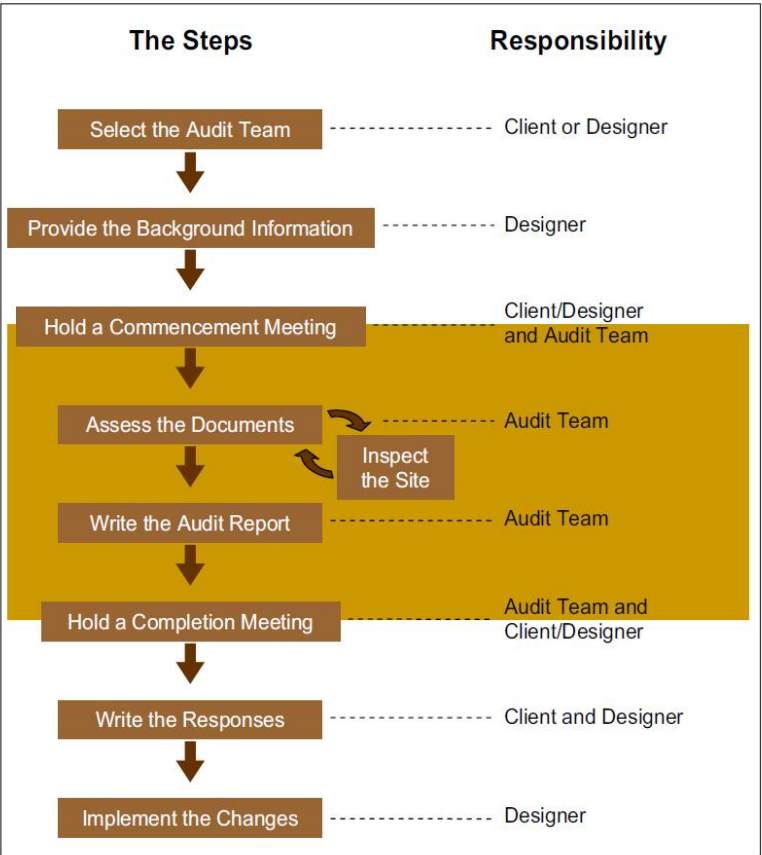 The Steps
Responsibility
Select the Audit Team
Client or Designer
Provide the Background Information
Designer
Hold a Commencement Meeting
Client/Designer
and Audit Team
Assess the Documents
Audit Team
Inspect
the Site
Write the Audit Report
Audit Team
Hold a Completion Meeting
Audit Team and
Client/Designer
Write the Responses
Client and Designer
Implement the Changes
Designer